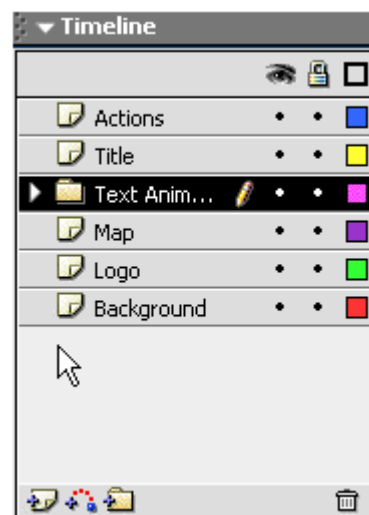 Timeline
Actions
Title
Text Anim...
Map
Logo
Background